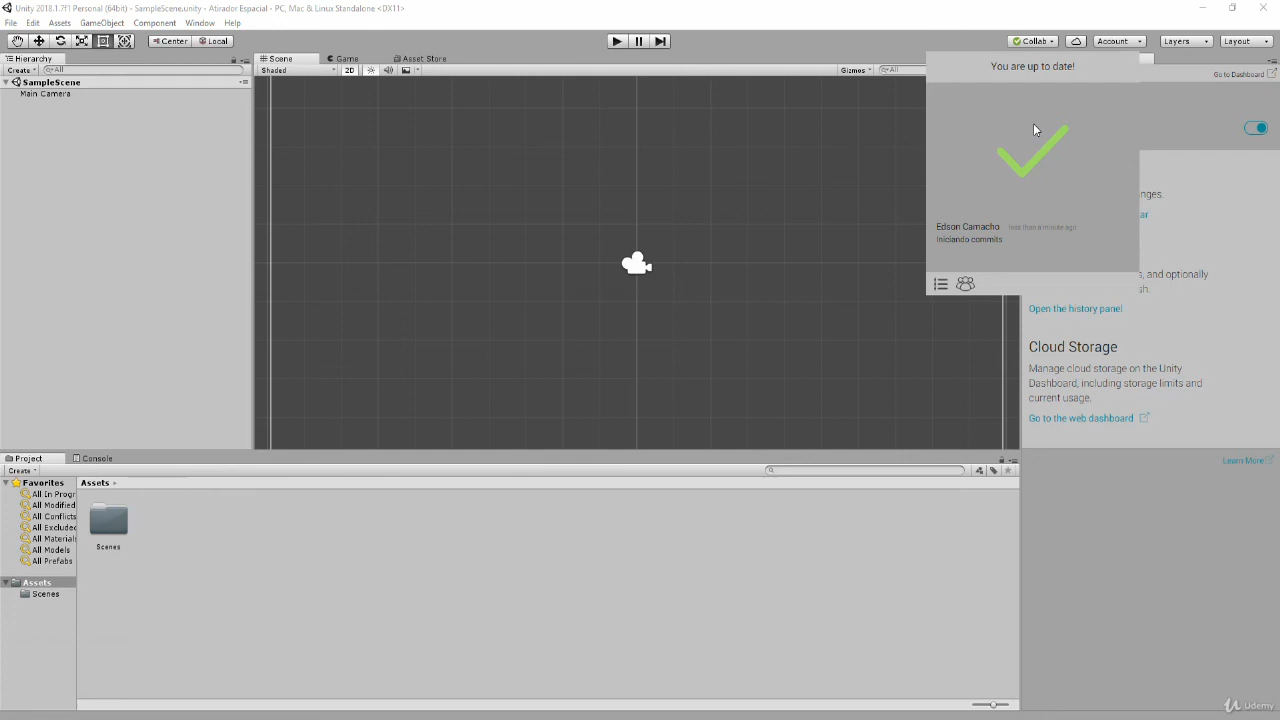 Unity 2018.1.7f1 Personal (64bit) - SampleScene.unity - Atirador Espacial - PC, Mac & Linux Standalone <DX11>
File Edit Assets GameObject Component Window Help
Center Local Collab Account Layers Layout
Hierarchy Scene Game Asset Store
Create All Shaded 2D Gizmos All
SampleScene
Main Camera
You are up to date!
Go to Dashboard
Edson Camacho less than a minute ago
Iniciando commits
nges.
ar
, and optionally
sh.
Open the history panel
Cloud Storage
Manage cloud storage on the Unity
Dashboard, including storage limits and
current usage.
Go to the web dashboard
Learn More
Project Console
Create
Favorites
All In Progr
All Modified
All Conflicts
All Excluded
All Materials
All Models
All Prefabs
Assets
Scenes
Assets
Scenes
Udemy